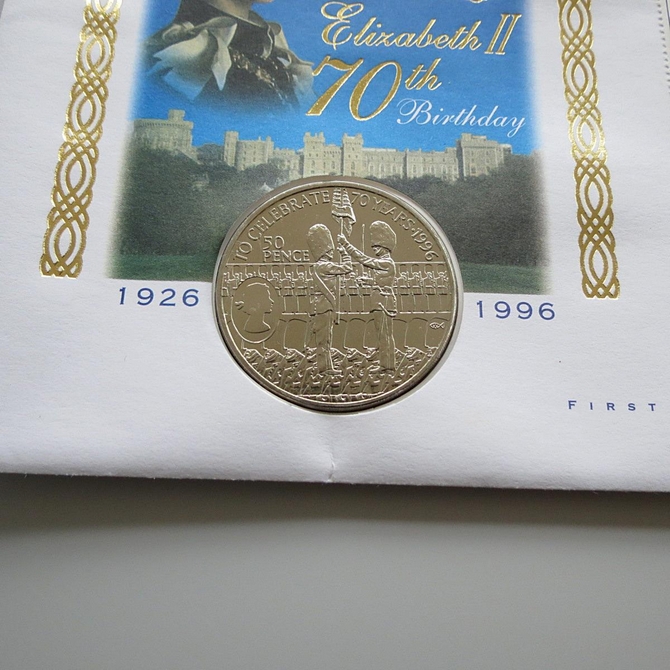 Elizabeth II
70th
Birthday
TO CELEBRATE 70 YEARS · 1996
50
PENCE
1926
1996
FIRST